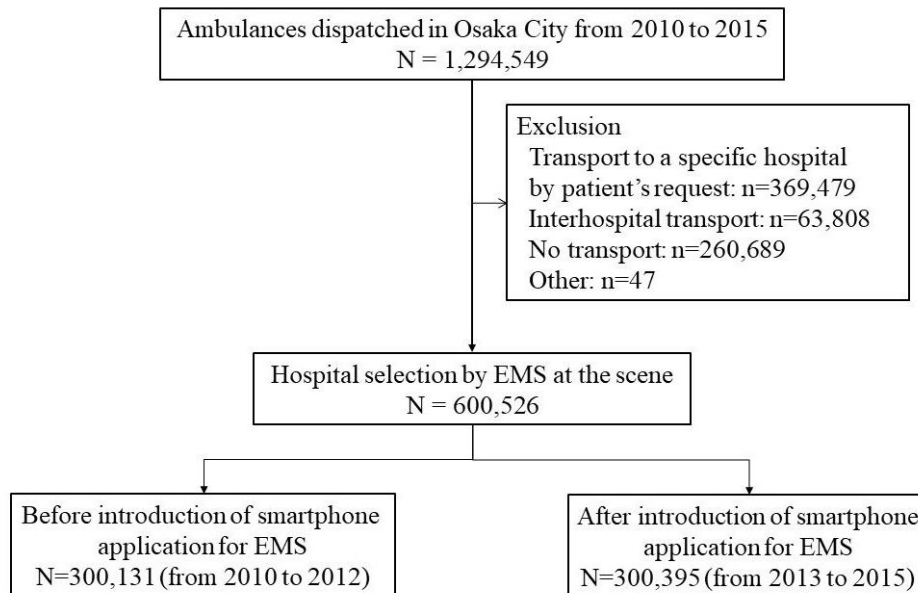 Ambulances dispatched in Osaka City from 2010 to 2015
N = 1,294,549
Exclusion
Transport to a specific hospital
by patient’s request: n=369,479
Interhospital transport: n=63,808
No transport: n=260,689
Other: n=47
Hospital selection by EMS at the scene
N = 600,526
Before introduction of smartphone
application for EMS
N=300,131 (from 2010 to 2012)
After introduction of smartphone
application for EMS
N=300,395 (from 2013 to 2015)